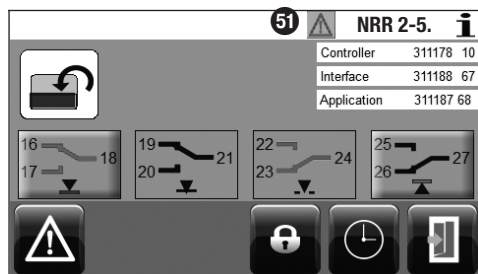 51 NRR 2-5. i
Controller 311178 10
Interface 311188 67
Application 311187 68
16 17 18
19 20 21
22 23 24
25 26 27